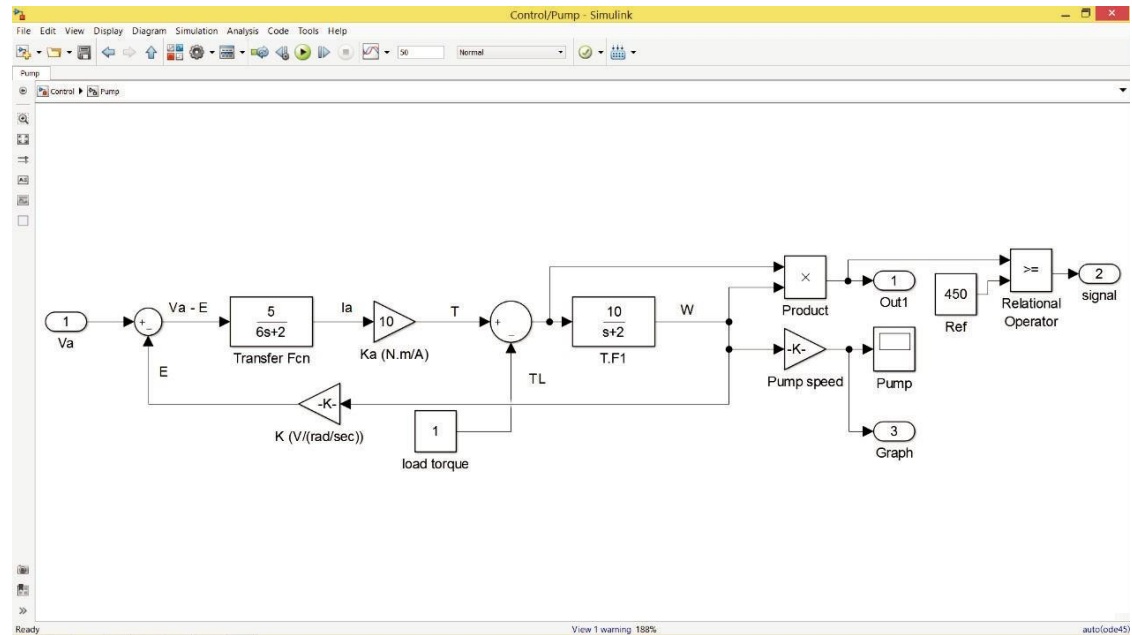 Control/Pump - Simulink
File Edit View Display Diagram Simulation Analysis Code Tools Help
50 Normal
Pump
Control Pump
1
Va
+
-
Va - E
5
6s+2
Transfer Fcn
Ia
10
Ka (N.m/A)
T
+
-
10
s+2
T.F1
W
×
Product
1
Out1
450
Ref
>=
Relational
Operator
2
signal
-K-
Pump speed
Pump
3
Graph
E
-K-
K (V/(rad/sec))
TL
1
load torque
Ready View 1 warning 188% auto(ode45)